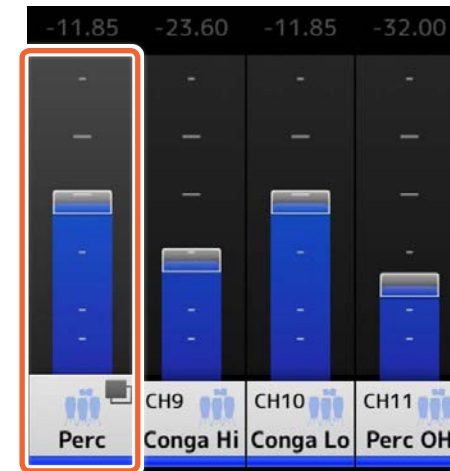 -11.85 -23.60 -11.85 -32.00
CH9 CH10 CH11
Perc Conga Hi Conga Lo Perc OH